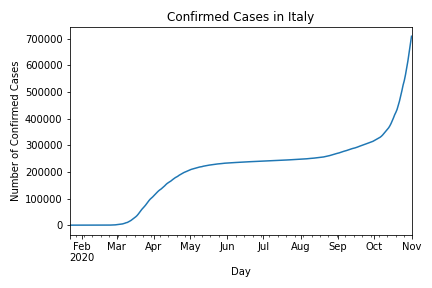 Confirmed Cases in Italy
Number of Confirmed Cases
700000
600000
500000
400000
300000
200000
100000
0
Feb Mar Apr May Jun Jul Aug Sep Oct Nov
2020
Day